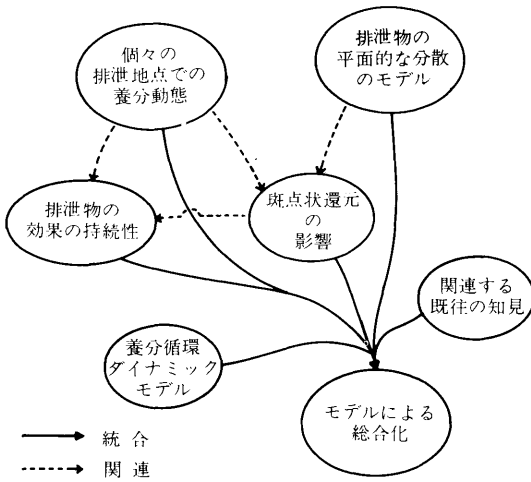 個々の
排泄地点での
養分動態
排泄物の
平面的な分散
のモデル
排泄物の
効果の持続性
斑点状還元
の
影響
関連する
既往の知見
養分循環
ダイナミック
モデル
モデルによる
総合化
統合
関連